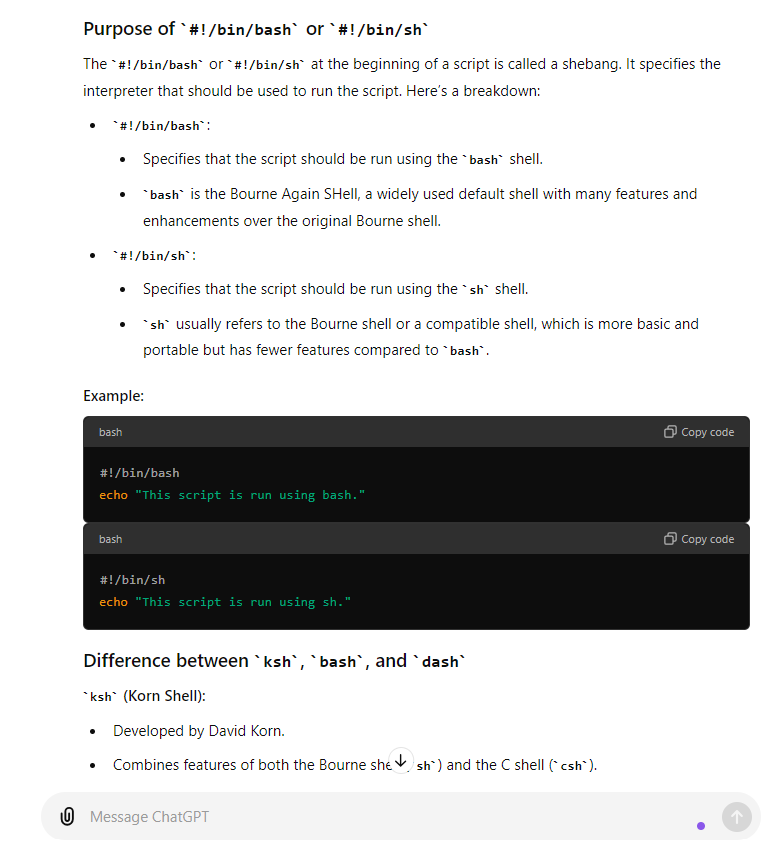 Purpose of `#!/bin/bash` or `#!/bin/sh`
The `#!/bin/bash` or `#!/bin/sh` at the beginning of a script is called a shebang. It specifies the
interpreter that should be used to run the script. Here's a breakdown:
`#!/bin/bash`:
Specifies that the script should be run using the `bash` shell.
`bash` is the Bourne Again SHell, a widely used default shell with many features and
enhancements over the original Bourne shell.
`#!/bin/sh`:
Specifies that the script should be run using the `sh` shell.
`sh` usually refers to the Bourne shell or a compatible shell, which is more basic and
portable but has fewer features compared to `bash`.
Example:
bash Copy code
#!/bin/bash
echo "This script is run using bash."
bash Copy code
#!/bin/sh
echo "This script is run using sh."
Difference between `ksh`, `bash`, and `dash`
`ksh` (Korn Shell):
Developed by David Korn.
Combines features of both the Bourne sh sh`) and the C shell (`csh`).
Message ChatGPT